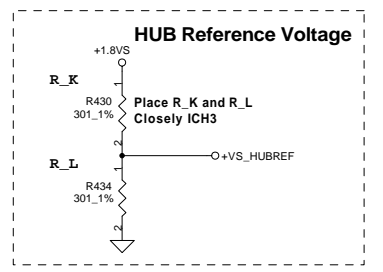 HUB Reference Voltage
+1.8VS
R_K
1
R430
301_1%
Place R_K and R_L
Closely ICH3
2
+VS_HUBREF
R_L
1
R434
301_1%
2